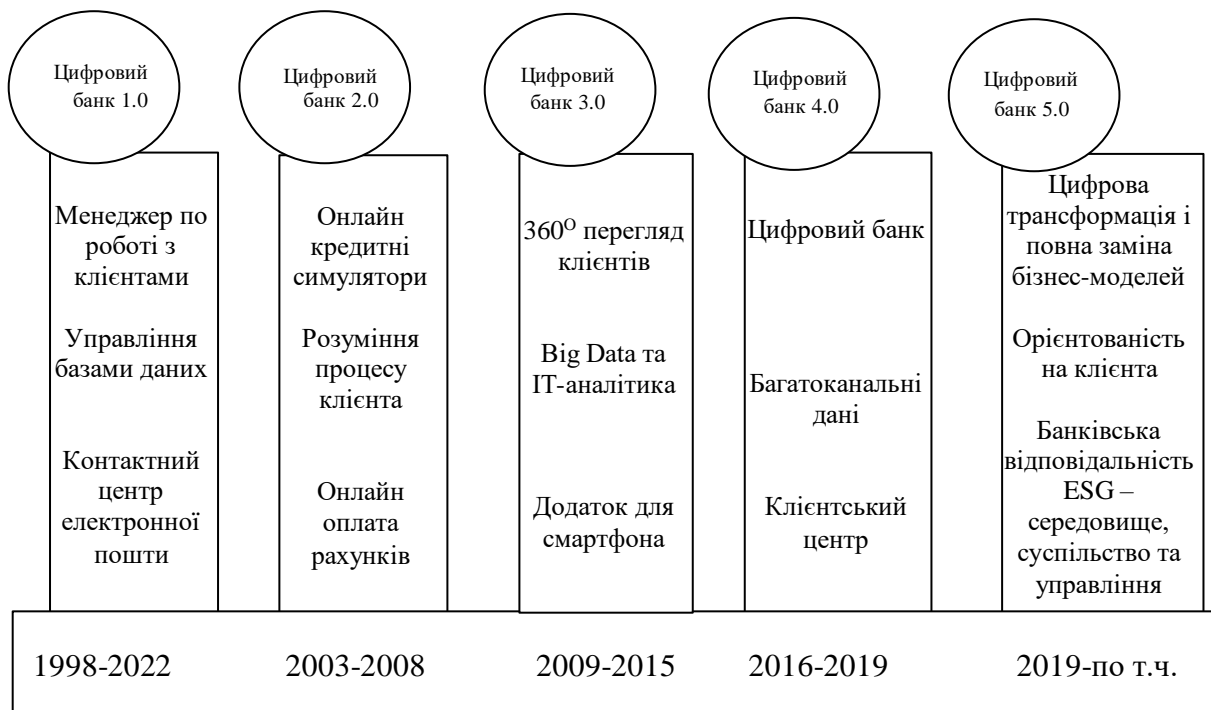 Цифровий
банк 1.0
Менеджер по
роботі з
клієнтами
Управління
базами даних
Контактний
центр
електронної
пошти
1998-2022
Цифровий
банк 2.0
Онлайн
кредитні
симулятори
Розуміння
процесу
клієнта
Онлайн
оплата
рахунків
2003-2008
Цифровий
банк 3.0
360⁰ перегляд
клієнтів
Big Data та
ІТ-аналітика
Додаток для
смартфона
2009-2015
Цифровий
банк 4.0
Цифровий банк
Багатоканальні
дані
Клієнтський
центр
2016-2019
Цифровий
банк 5.0
Цифрова
трансформація і
повна заміна
бізнес-моделей
Орієнтованість
на клієнта
Банківська
відповідальність
ESG –
середовище,
суспільство та
управління
2019-по т.ч.